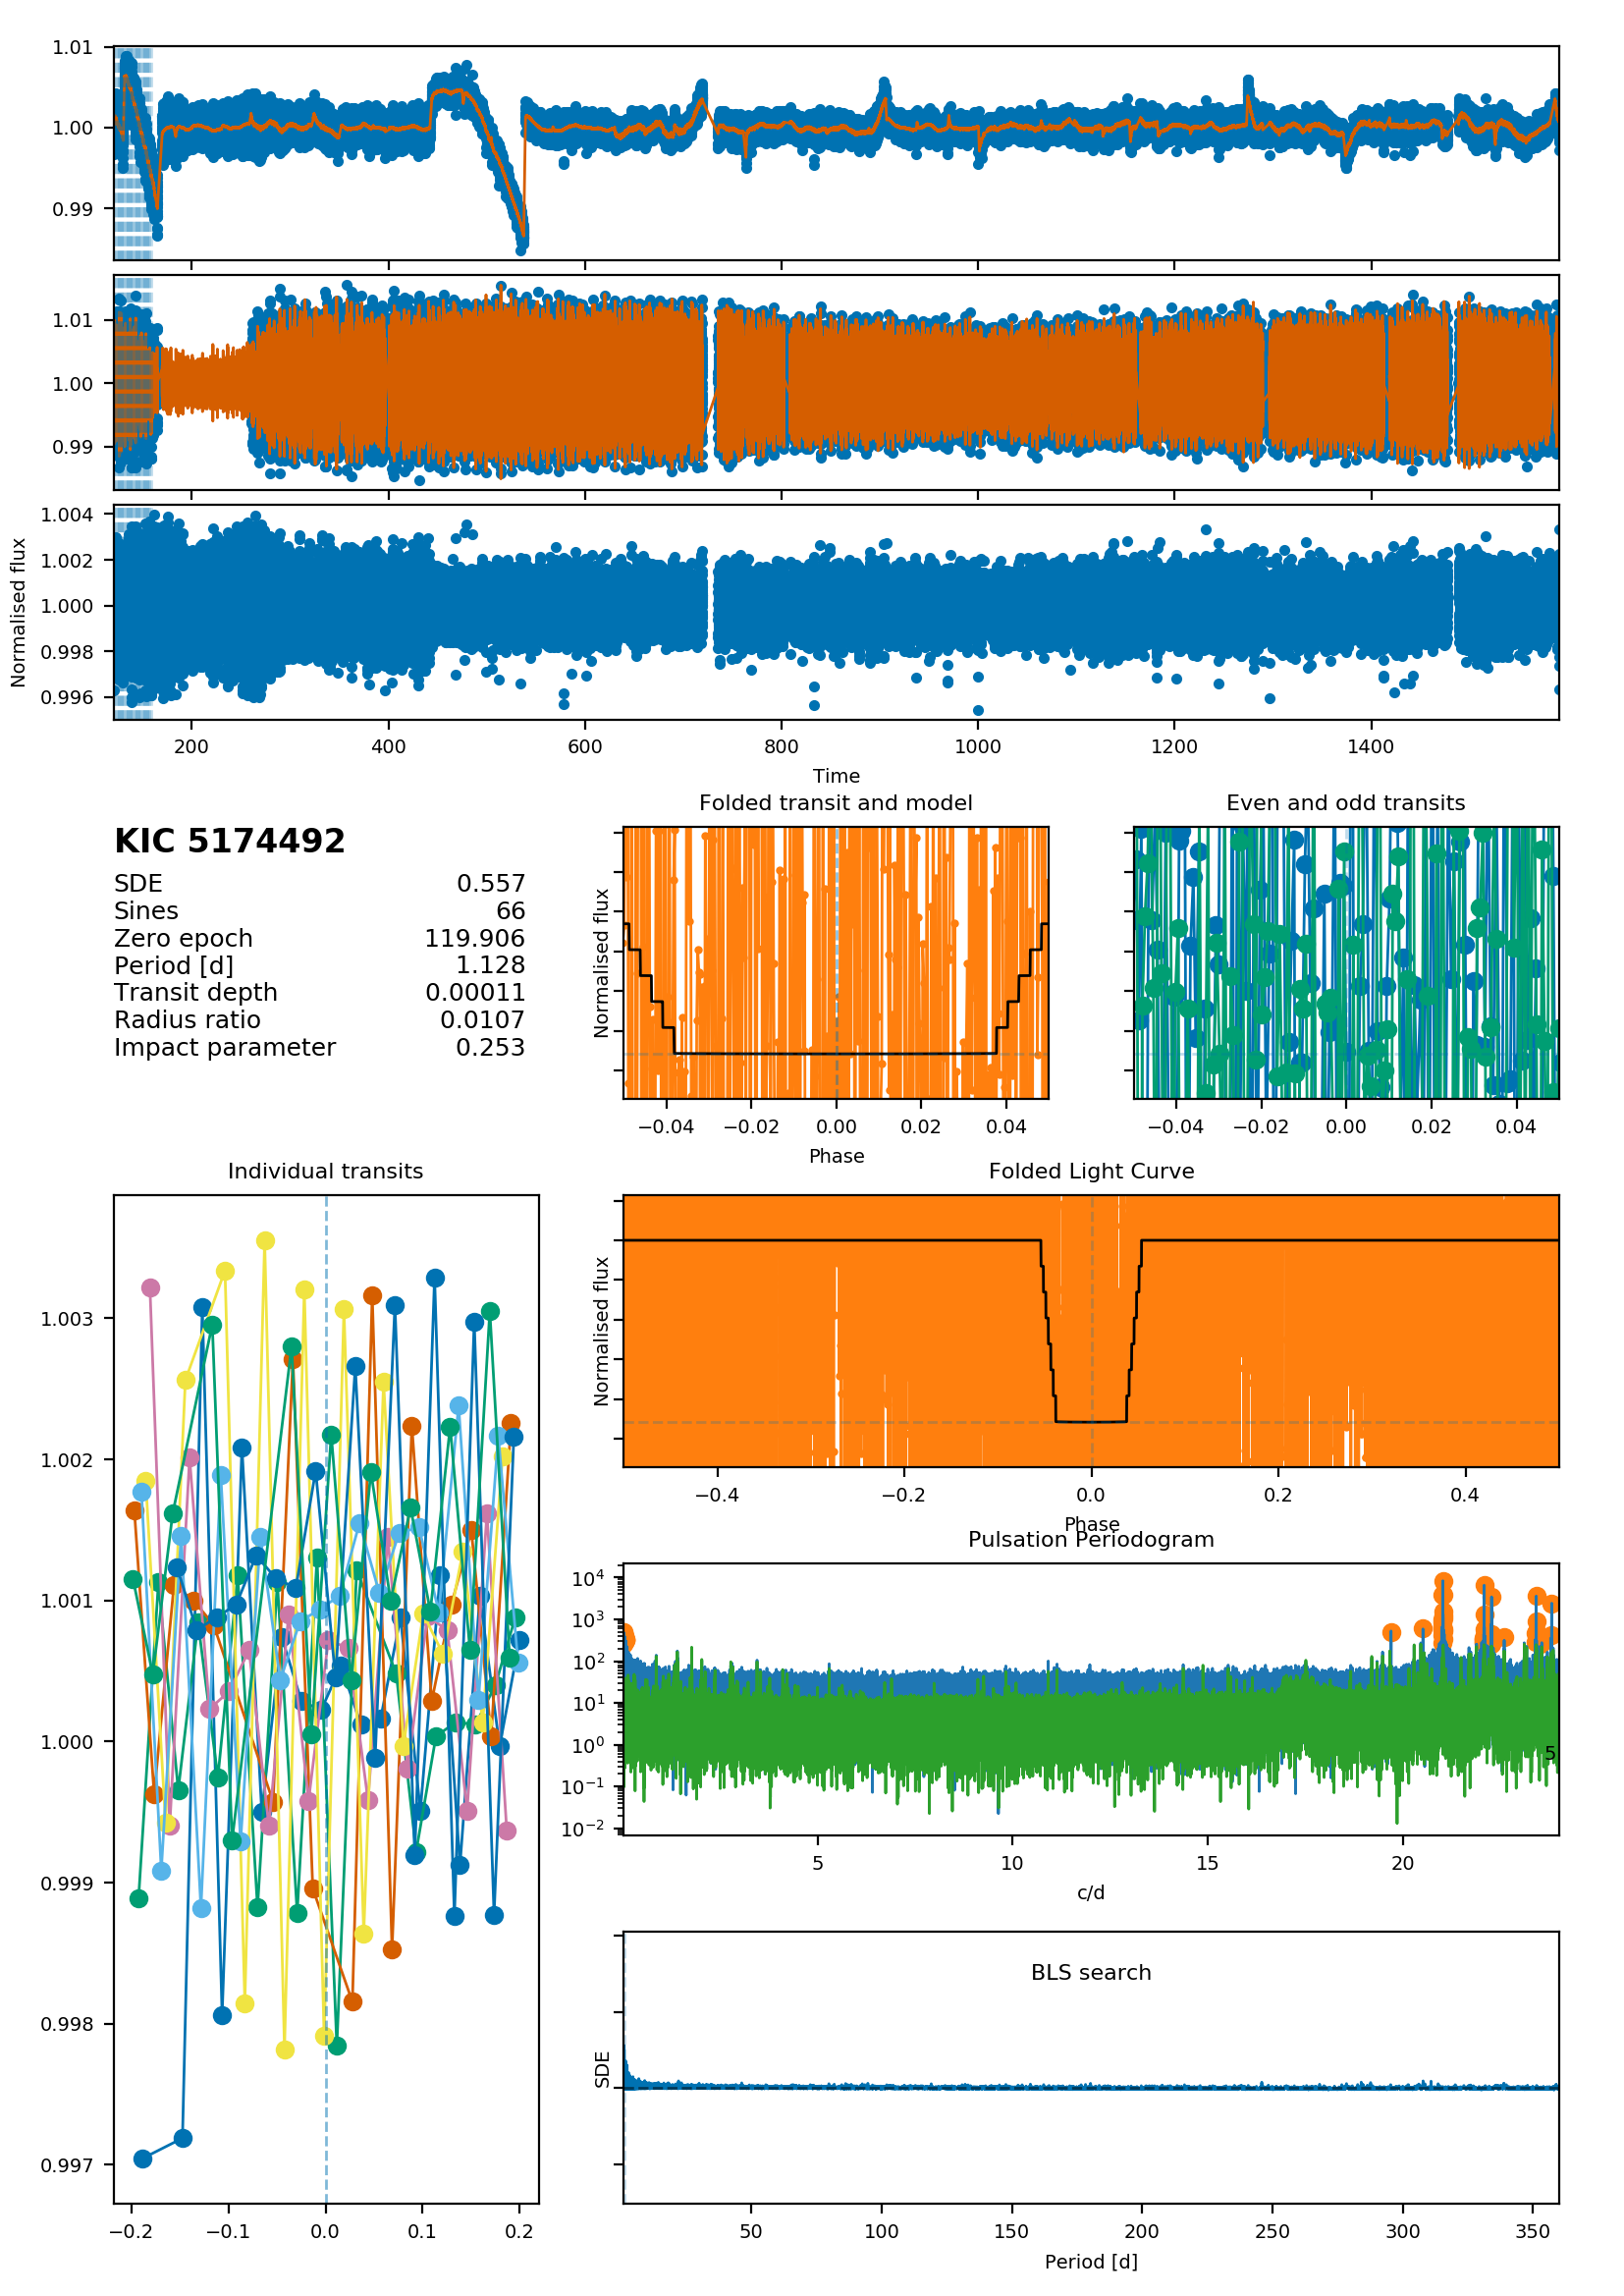 1.01
1.00
0.99
1.01
1.00
0.99
1.004
1.002
1.000
0.998
0.996
Normalised flux
200 400 600 800 1000 1200 1400
Time
KIC 5174492
SDE 0.557
Sines 66
Zero epoch 119.906
Period [d] 1.128
Transit depth 0.00011
Radius ratio 0.0107
Impact parameter 0.253
Folded transit and model
Normalised flux
−0.04 −0.02 0.00 0.02 0.04
Phase
Even and odd transits
−0.04 −0.02 0.00 0.02 0.04
Individual transits
1.003
1.002
1.001
1.000
0.999
0.998
0.997
−0.2 −0.1 0.0 0.1 0.2
Folded Light Curve
Normalised flux
−0.4 −0.2 0.0 0.2 0.4
Phase
Pulsation Periodogram
10⁴
10³
10²
10¹
10⁰
10⁻¹
10⁻²
5
5 10 15 20
c/d
BLS search
SDE
50 100 150 200 250 300 350
Period [d]